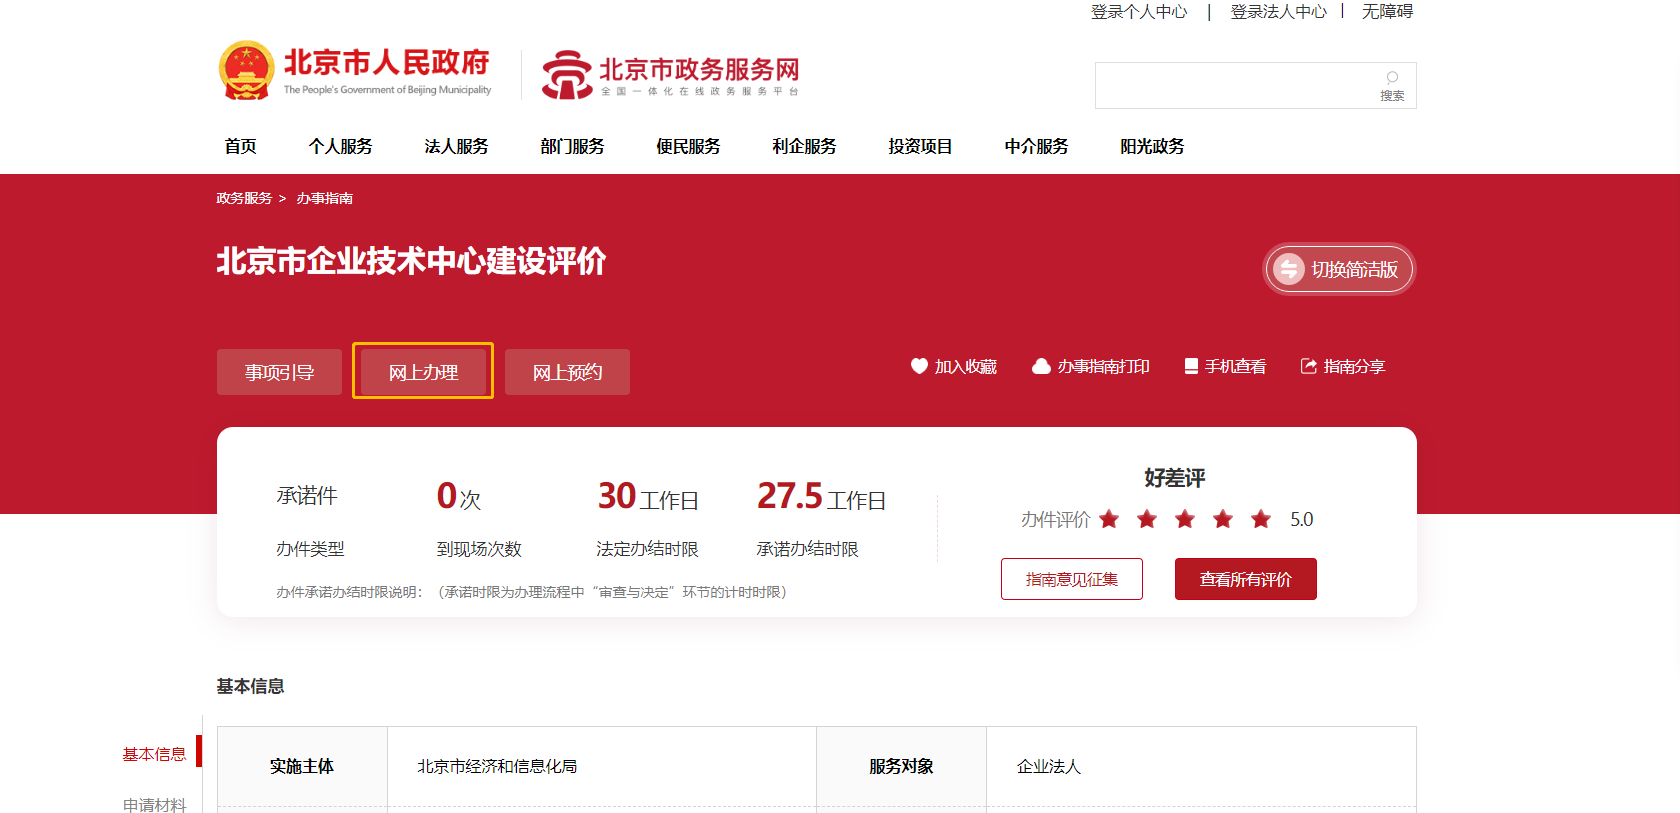 登录个人中心 | 登录法人中心 | 无障碍
北京市人民政府
The People's Government of Beijing Municipality
北京市政务服务网
全国一体化在线政务服务平台
搜索
首页 个人服务 法人服务 部门服务 便民服务 利企服务 投资项目 中介服务 阳光政务
政务服务 > 办事指南
北京市企业技术中心建设评价
切换简洁版
事项引导 网上办理 网上预约
加入收藏 办事指南打印 手机查看 指南分享
承诺件 0次 30工作日 27.5工作日
办件类型 到现场次数 法定办结时限 承诺办结时限
办件承诺办结时限说明：（承诺时限为办理流程中“审查与决定”环节的计时时限）
好差评
办件评价 5.0
指南意见征集 查看所有评价
基本信息
基本信息
申请材料
实施主体 北京市经济和信息化局 服务对象 企业法人